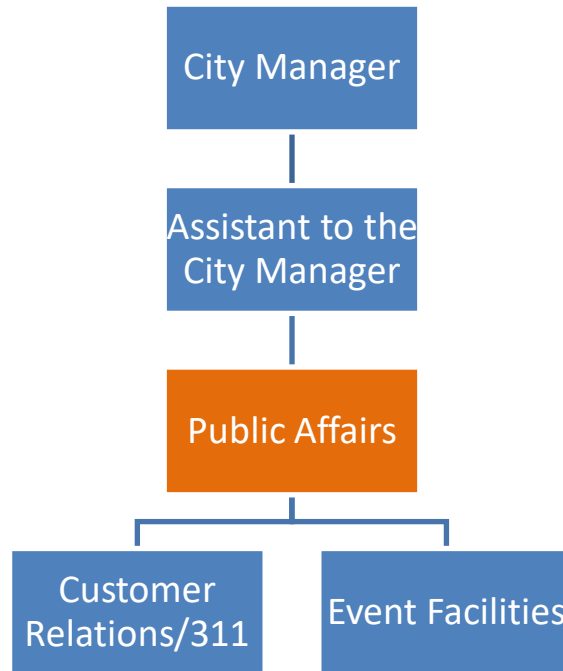 City Manager
Assistant to the
City Manager
Public Affairs
Customer
Relations/311
Event Facilities